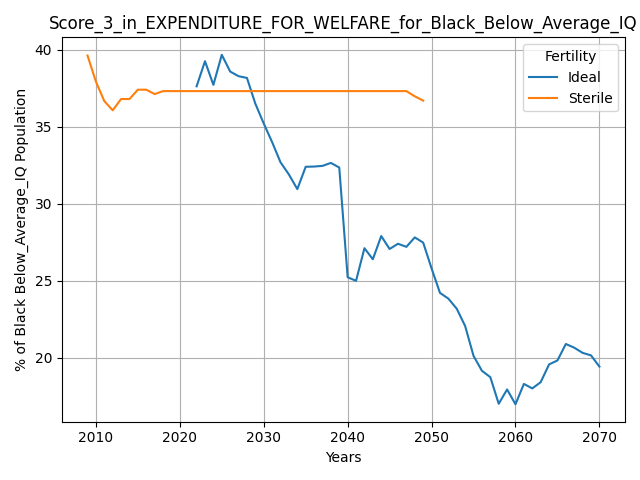 Score_3_in_EXPENDITURE_FOR_WELFARE_for_Black_Below_Average_IQ
Fertility
Ideal
Sterile
% of Black Below_Average_IQ Population
40
35
30
25
20
2010 2020 2030 2040 2050 2060 2070
Years